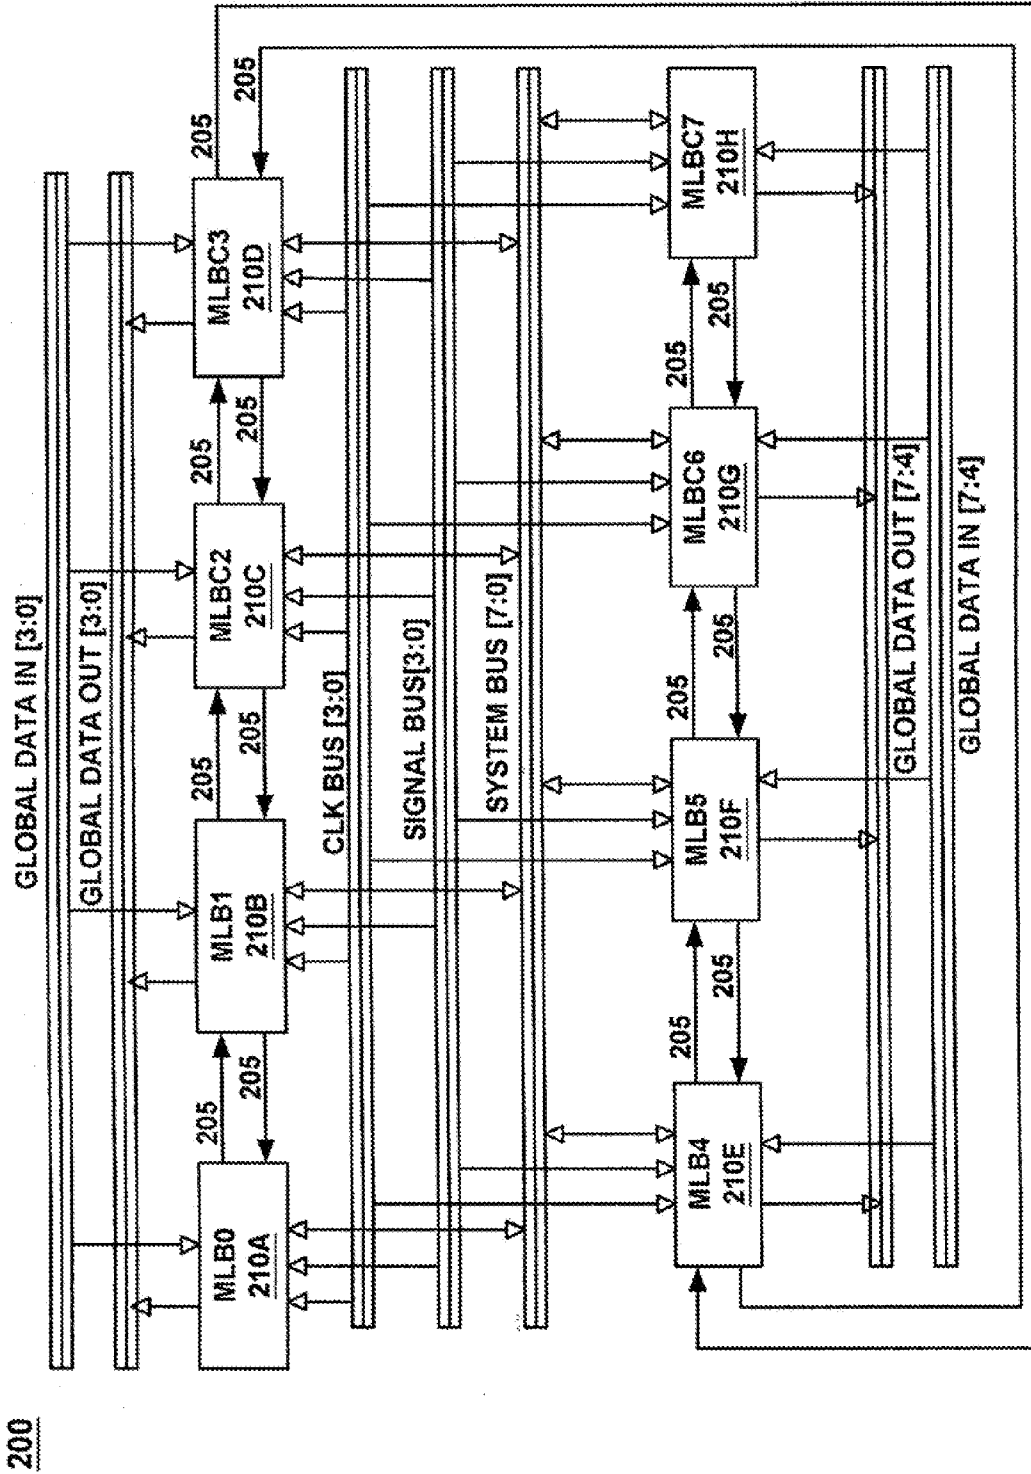 200
GLOBAL DATA IN [3:0]
GLOBAL DATA OUT [3:0]
MLB0
210A
205
205
MLB1
210B
205
205
MLBC2
210C
205
205
MLBC3
210D
205
205
CLK BUS [3:0]
SIGNAL BUS[3:0]
SYSTEM BUS [7:0]
MLB4
210E
205
205
MLB5
210F
205
205
MLBC6
210G
205
205
MLBC7
210H
GLOBAL DATA OUT [7:4]
GLOBAL DATA IN [7:4]